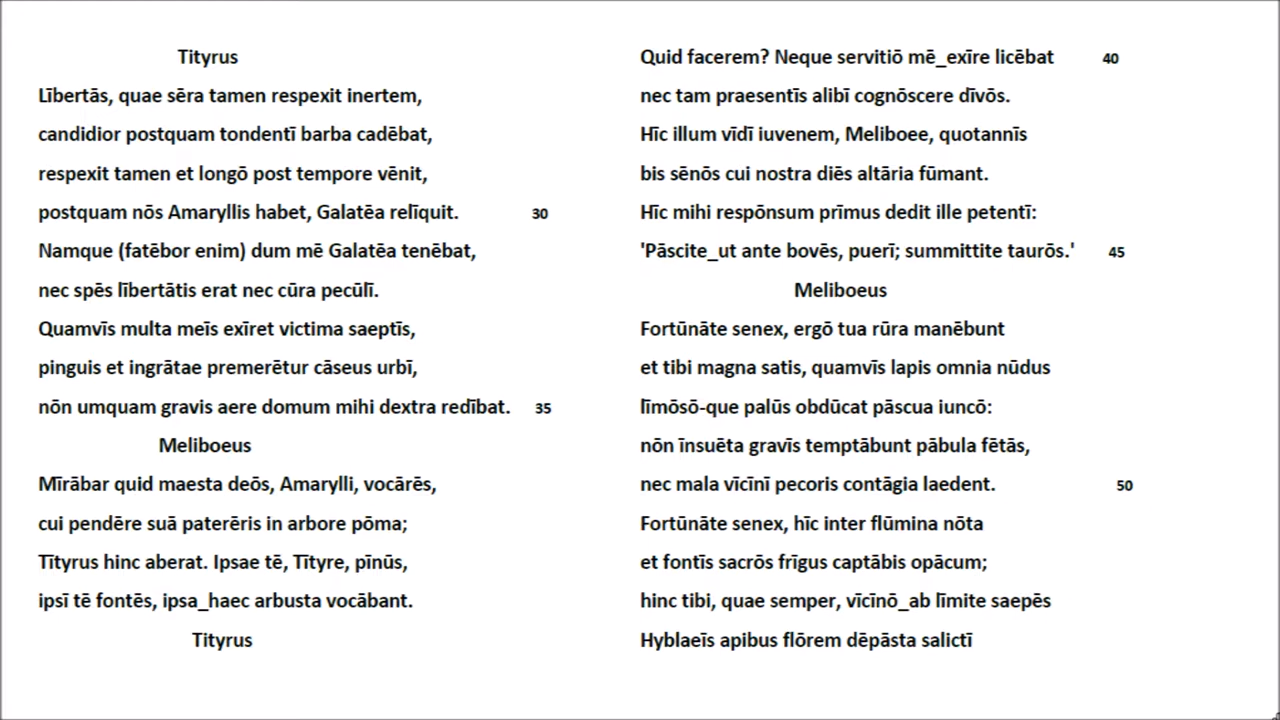 Tityrus
Lībertās, quae sēra tamen respexit inertem,
candidior postquam tondentī barba cadēbat,
respexit tamen et longō post tempore vēnit,
postquam nōs Amaryllis habet, Galatēa relīquit. 30
Namque (fatēbor enim) dum mē Galatēa tenēbat,
nec spēs lībertātis erat nec cūra pecūlī.
Quamvīs multa meīs exīret victima saeptīs,
pinguis et ingrātae premerētur cāseus urbī,
nōn umquam gravis aere domum mihi dextra redībat. 35
Meliboeus
Mīrābar quid maesta deōs, Amarylli, vocārēs,
cui pendēre suā paterēris in arbore pōma;
Tītyrus hinc aberat. Ipsae tē, Tītyre, pīnūs,
ipsī tē fontēs, ipsa_haec arbusta vocābant.
Tityrus
Quid facerem? Neque servitiō mē_exīre licēbat 40
nec tam praesentīs alibī cognōscere dīvōs.
Hīc illum vīdī iuvenem, Meliboee, quotannīs
bis sēnōs cui nostra diēs altāria fūmant.
Hīc mihi respōnsum prīmus dedit ille petentī:
'Pāscite_ut ante bovēs, puerī; summittite taurōs.' 45
Meliboeus
Fortūnāte senex, ergō tua rūra manēbunt
et tibi magna satis, quamvīs lapis omnia nūdus
līmōsō-que palūs obdūcat pāscua iuncō:
nōn īnsuēta gravīs temptābunt pābula fētās,
nec mala vīcīnī pecoris contāgia laedent. 50
Fortūnāte senex, hīc inter flūmina nōta
et fontīs sacrōs frīgus captābis opācum;
hinc tibi, quae semper, vīcīnō_ab līmite saepēs
Hyblaeīs apibus flōrem dēpāsta salictī